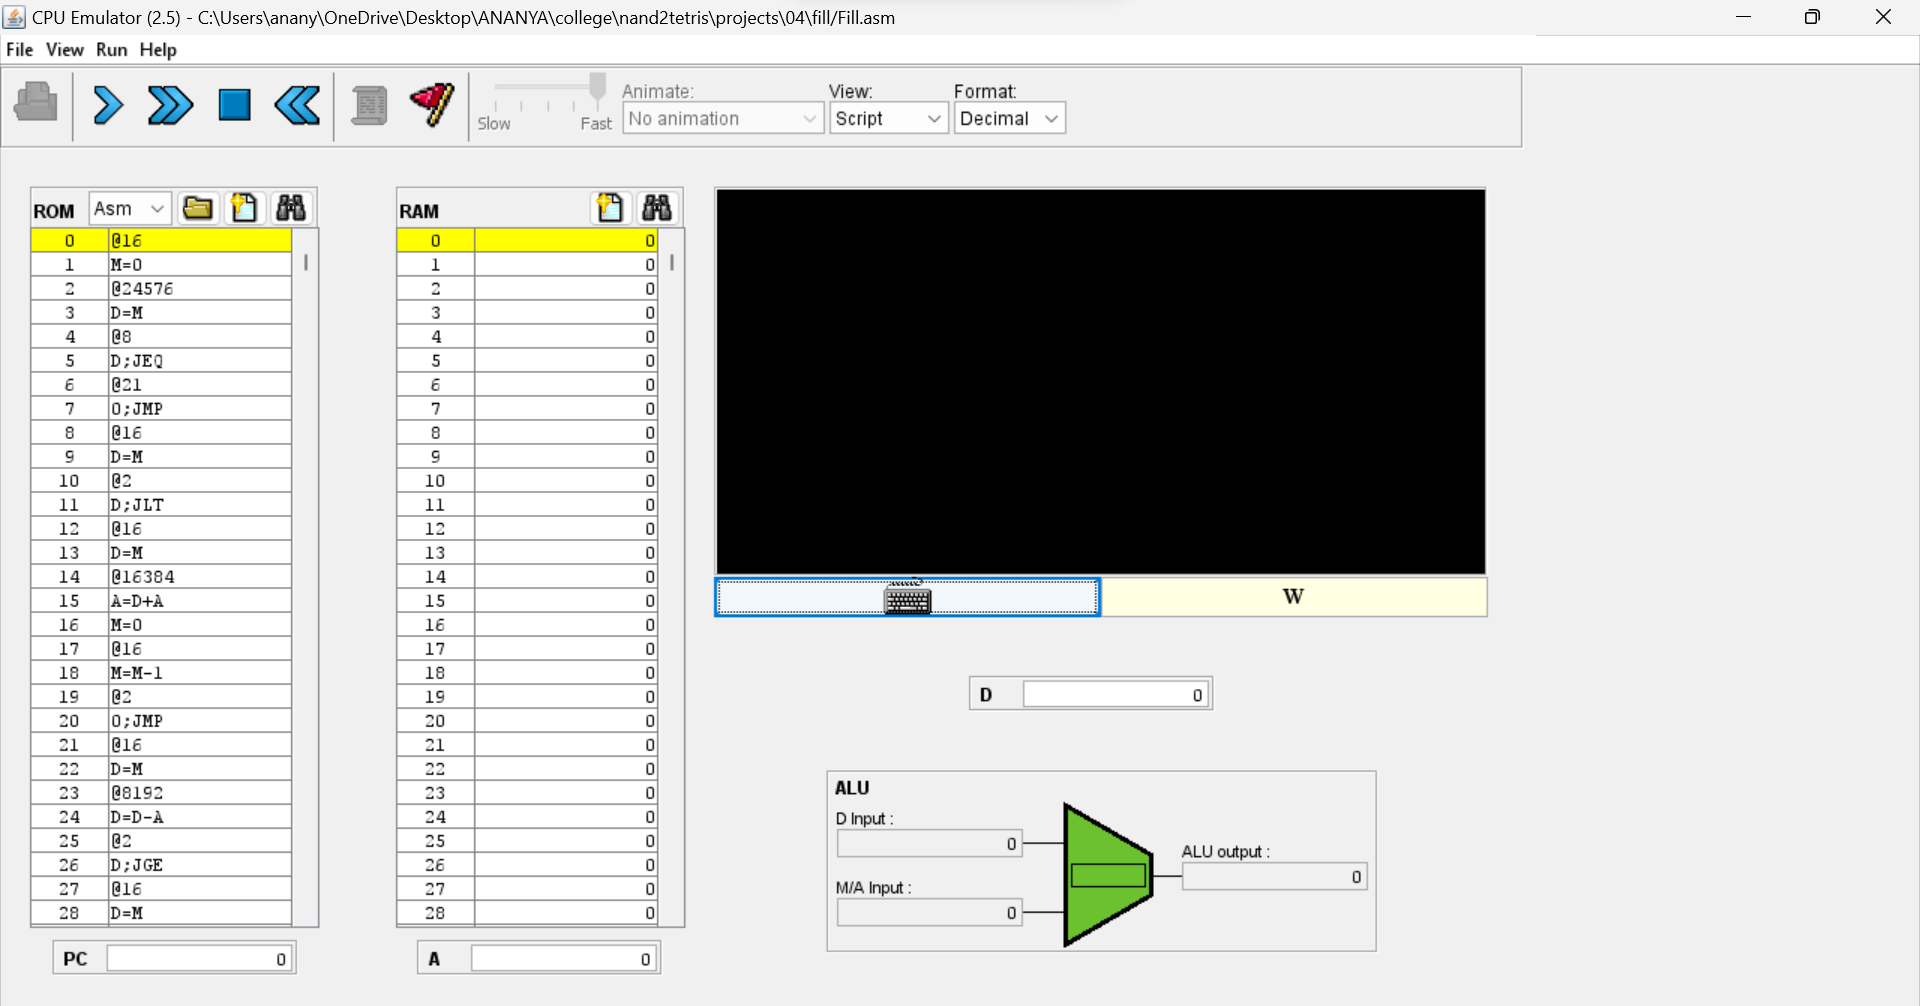 CPU Emulator (2.5) - C:\Users\anany\OneDrive\Desktop\ANANYA\college\nand2tetris\projects\04\fill/Fill.asm
File View Run Help
Slow Fast
Animate:
No animation
View:
Script
Format:
Decimal
ROM Asm
0 @16
1 M=0
2 @24576
3 D=M
4 @8
5 D;JEQ
6 @21
7 0;JMP
8 @16
9 D=M
10 @2
11 D;JLT
12 @16
13 D=M
14 @16384
15 A=D+A
16 M=0
17 @16
18 M=M-1
19 @2
20 0;JMP
21 @16
22 D=M
23 @8192
24 D=D-A
25 @2
26 D;JGE
27 @16
28 D=M
PC 0
RAM
0 0
1 0
2 0
3 0
4 0
5 0
6 0
7 0
8 0
9 0
10 0
11 0
12 0
13 0
14 0
15 0
16 0
17 0
18 0
19 0
20 0
21 0
22 0
23 0
24 0
25 0
26 0
27 0
28 0
A 0
W
D 0
ALU
D Input :
0
M/A Input :
0
ALU output :
0